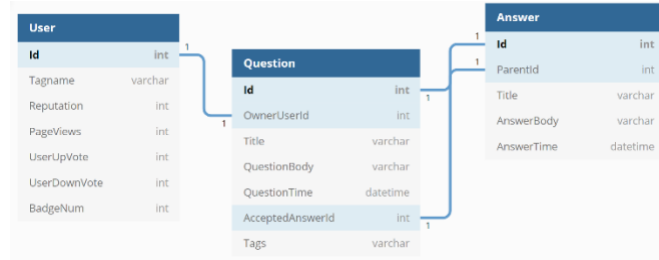 User
Id int
Tagname varchar
Reputation int
PageViews int
UserUpVote int
UserDownVote int
BadgeNum int
1
1
Question
Id int
OwnerUserId int
Title varchar
QuestionBody varchar
QuestionTime datetime
AcceptedAnswerId int
Tags varchar
1
1
1
1
Answer
Id int
ParentId int
Title varchar
AnswerBody varchar
AnswerTime datetime